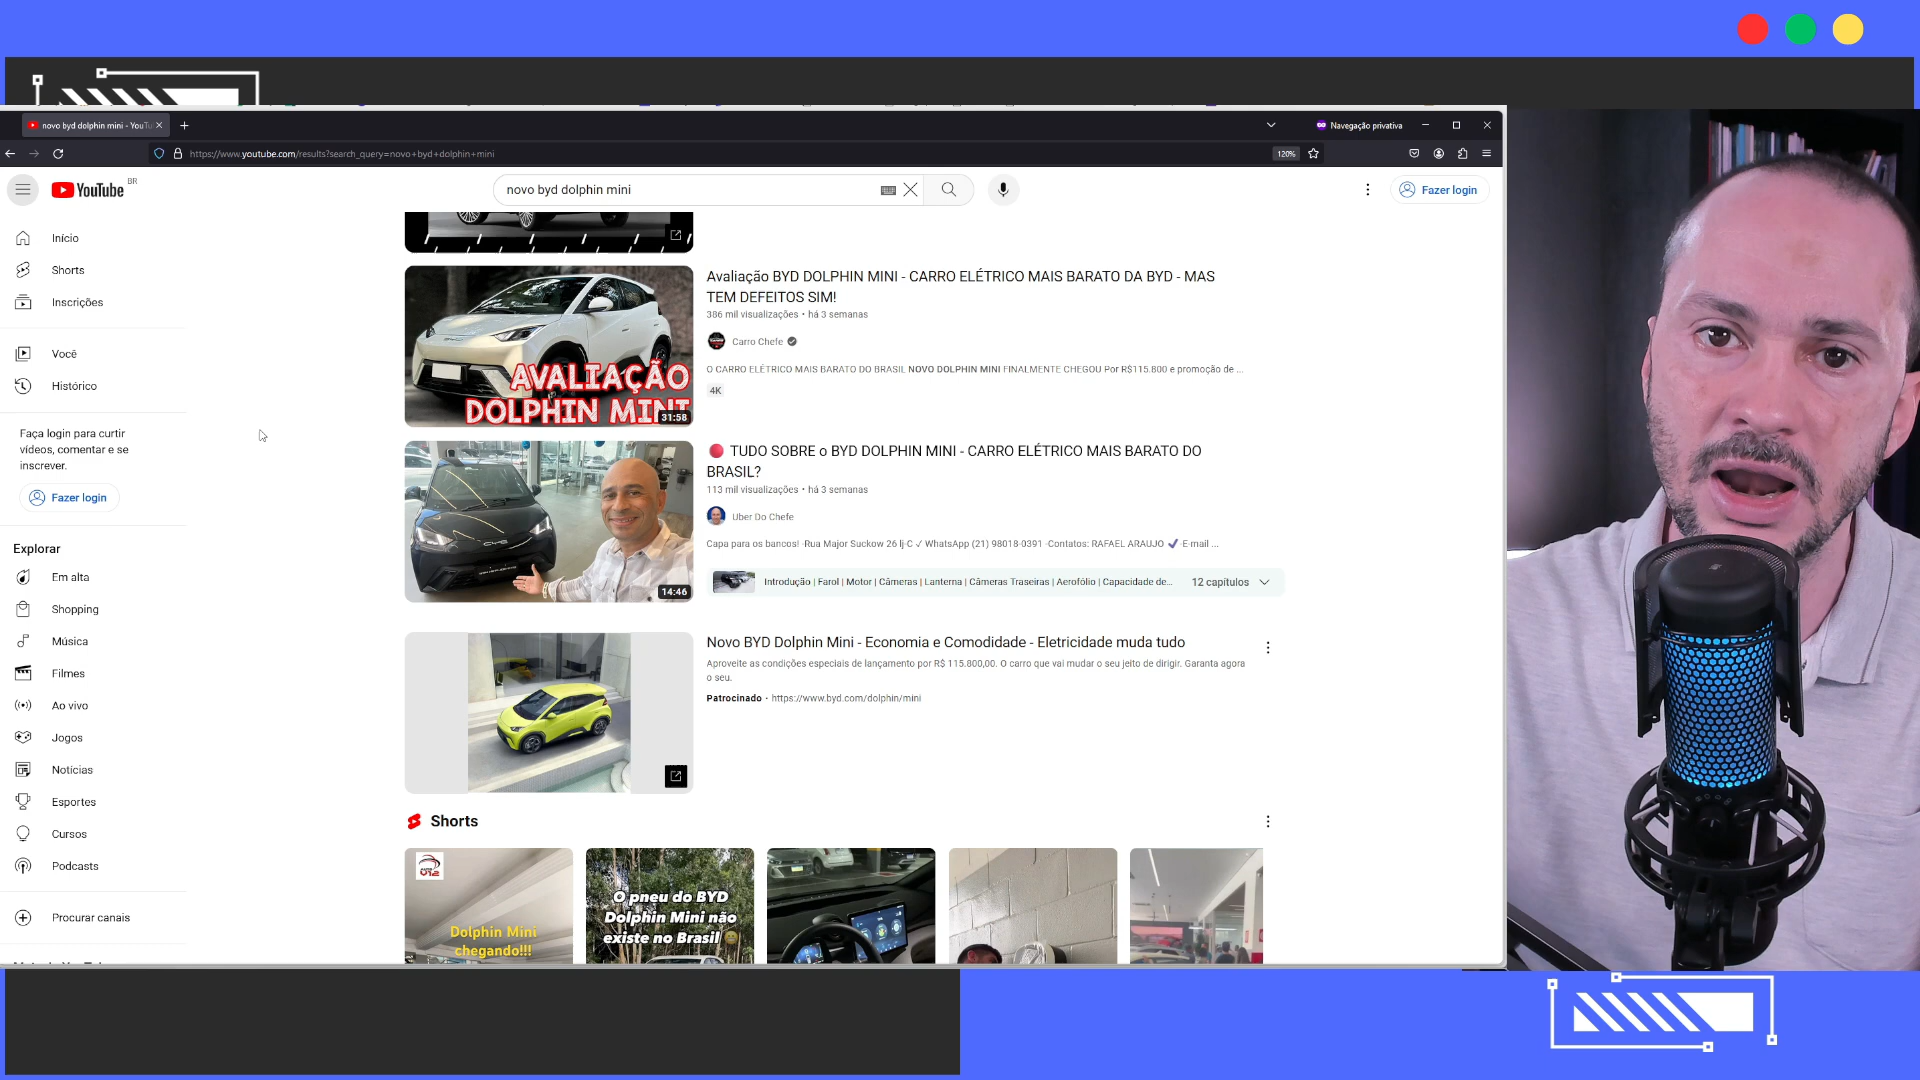 novo byd dolphin mini - YouTu
Navegação privativa
https://www.youtube.com/results?search_query=novo+byd+dolphin+mini
120%
YouTube BR
novo byd dolphin mini
Fazer login
Início
Shorts
Inscrições
Você
Histórico
Faça login para curtir
vídeos, comentar e se
inscrever.
Fazer login
Explorar
Em alta
Shopping
Música
Filmes
Ao vivo
Jogos
Notícias
Esportes
Cursos
Podcasts
Procurar canais
AVALIAÇÃO
DOLPHIN MINI
31:58
Avaliação BYD DOLPHIN MINI - CARRO ELÉTRICO MAIS BARATO DA BYD - MAS
TEM DEFEITOS SIM!
386 mil visualizações • há 3 semanas
Carro Chefe
O CARRO ELÉTRICO MAIS BARATO DO BRASIL NOVO DOLPHIN MINI FINALMENTE CHEGOU Por R$115.800 e promoção de ...
4K
14:46
TUDO SOBRE o BYD DOLPHIN MINI - CARRO ELÉTRICO MAIS BARATO DO
BRASIL?
113 mil visualizações • há 3 semanas
Uber Do Chefe
Capa para os bancos! -Rua Major Suckow 26 lj-C ✓ WhatsApp (21) 98018-0391 -Contatos: RAFAEL ARAUJO ✔ E-mail ...
Introdução | Farol | Motor | Câmeras | Lanterna | Câmeras Traseiras | Aerofólio | Capacidade de...
12 capítulos
Novo BYD Dolphin Mini - Economia e Comodidade - Eletricidade muda tudo
Aproveite as condições especiais de lançamento por R$ 115.800,00. O carro que vai mudar o seu jeito de dirigir. Garanta agora
o seu.
Patrocinado · https://www.byd.com/dolphin/mini
Shorts
V12
Dolphin Mini
chegando!!!
O pneu do BYD
Dolphin Mini não
existe no Brasil